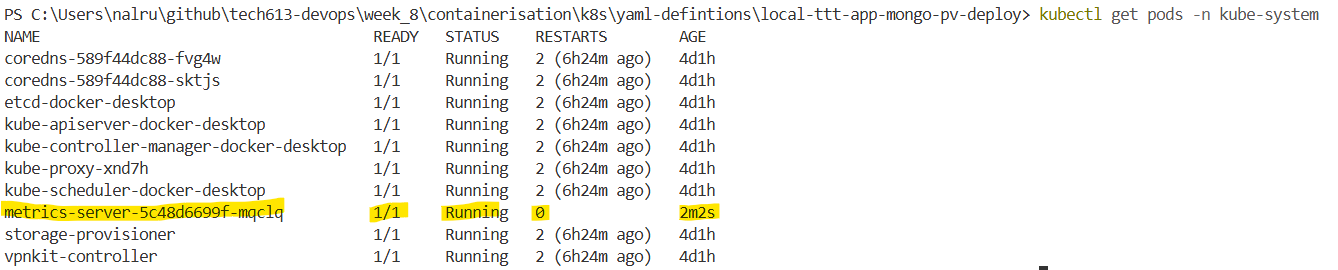 PS C:\Users\nalru\github\tech613-devops\week_8\containerisation\k8s\yaml-defintions\local-ttt-app-mongo-pv-deploy> kubectl get pods -n kube-system
NAME READY STATUS RESTARTS AGE
coredns-589f44dc88-fvg4w 1/1 Running 2 (6h24m ago) 4d1h
coredns-589f44dc88-sktjs 1/1 Running 2 (6h24m ago) 4d1h
etcd-docker-desktop 1/1 Running 2 (6h24m ago) 4d1h
kube-apiserver-docker-desktop 1/1 Running 2 (6h24m ago) 4d1h
kube-controller-manager-docker-desktop 1/1 Running 2 (6h24m ago) 4d1h
kube-proxy-xnd7h 1/1 Running 2 (6h24m ago) 4d1h
kube-scheduler-docker-desktop 1/1 Running 2 (6h24m ago) 4d1h
metrics-server-5c48d6699f-mqclq 1/1 Running 0 2m2s
storage-provisioner 1/1 Running 2 (6h24m ago) 4d1h
vpnkit-controller 1/1 Running 2 (6h24m ago) 4d1h